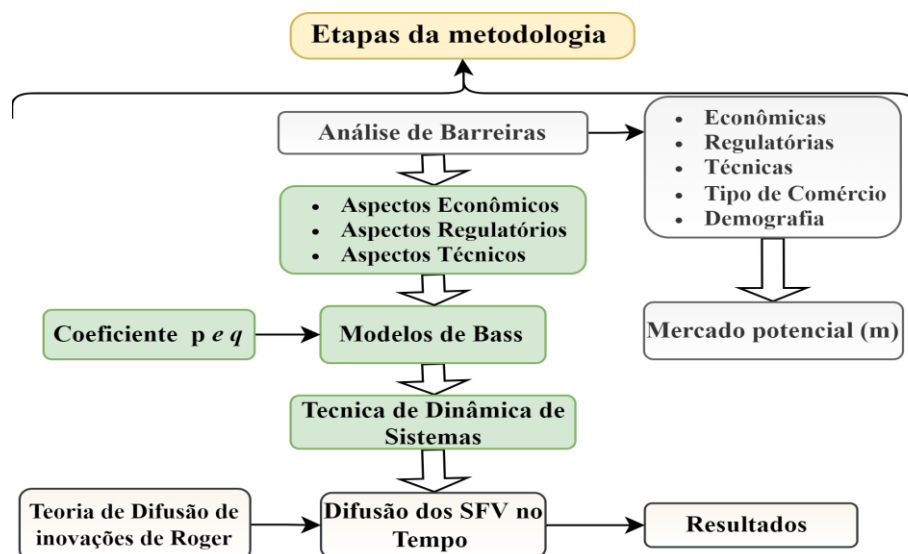 Etapas da metodologia
Análise de Barreiras
• Econômicas
• Regulatórias
• Técnicas
• Tipo de Comércio
• Demografia
• Aspectos Econômicos
• Aspectos Regulatórios
• Aspectos Técnicos
Mercado potencial (m)
Coeficiente p e q
Modelos de Bass
Tecnica de Dinâmica de
Sistemas
Teoria de Difusão de
inovações de Roger
Difusão dos SFV no
Tempo
Resultados